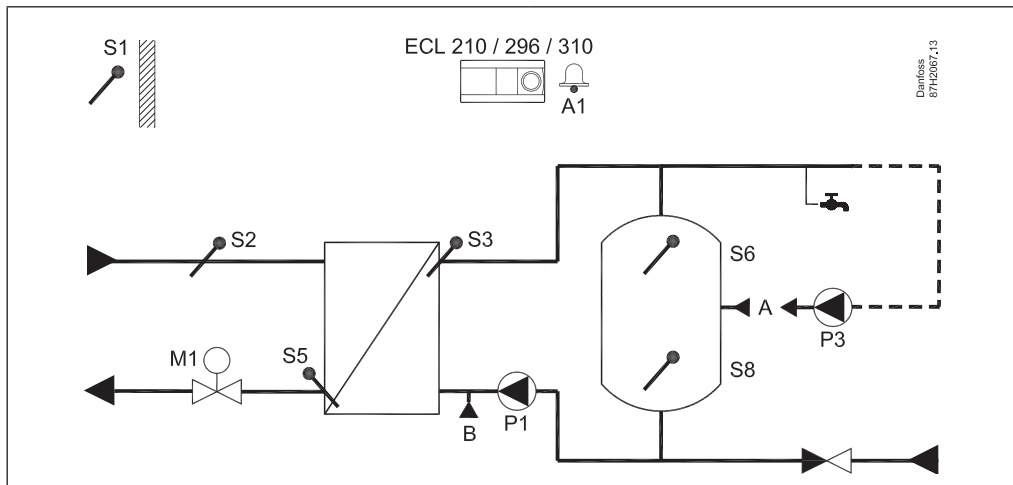 S1
ECL 210 / 296 / 310
A1
Danfoss
87H2067.13
S2
S3
S6
A
P3
M1
S5
S8
B
P1